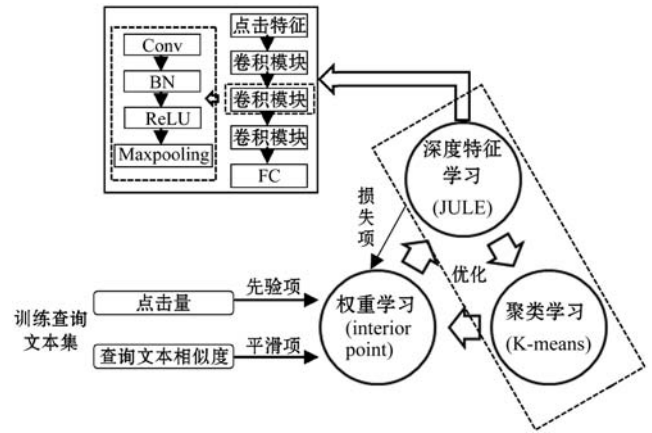 点击特征
卷积模块
卷积模块
卷积模块
FC
Conv
BN
ReLU
Maxpooling
深度特征
学习
(JULE)
损失项
优化
聚类学习
(K-means)
权重学习
(interior
point)
训练查询
文本集
点击量
先验项
查询文本相似度
平滑项